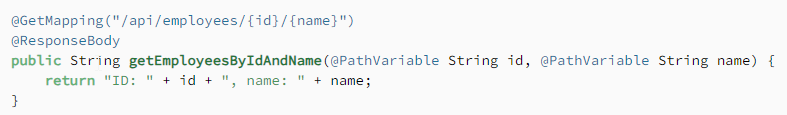 @GetMapping("/api/employees/{id}/{name}")
@ResponseBody
public String getEmployeesByIdAndName(@PathVariable String id, @PathVariable String name) {
    return "ID: " + id + ", name: " + name;
}